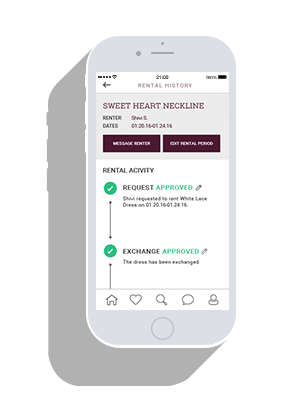 21:00 100%
RENTAL HISTORY
SWEET HEART NECKLINE
RENTER Shivi S.
DATES 01.20.16-01.24.16
MESSAGE RENTER EDIT RENTAL PERIOD
RENTAL ACIVITY
REQUEST APPROVED
Shivi requested to rent White Lace
Dress on 01.20.16-01.24.16.
EXCHANGE APPROVED
The dress has been exchanged.